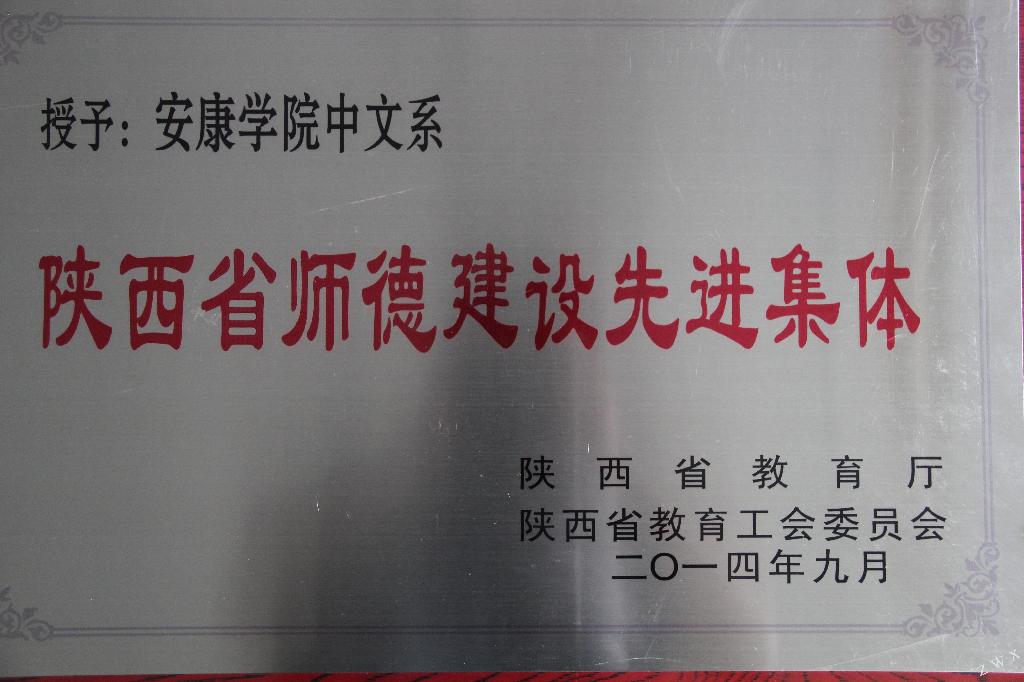 授予：安康学院中文系
陕西省师德建设先进集体
陕西省教育厅
陕西省教育工会委员会
二〇一四年九月
ZWX